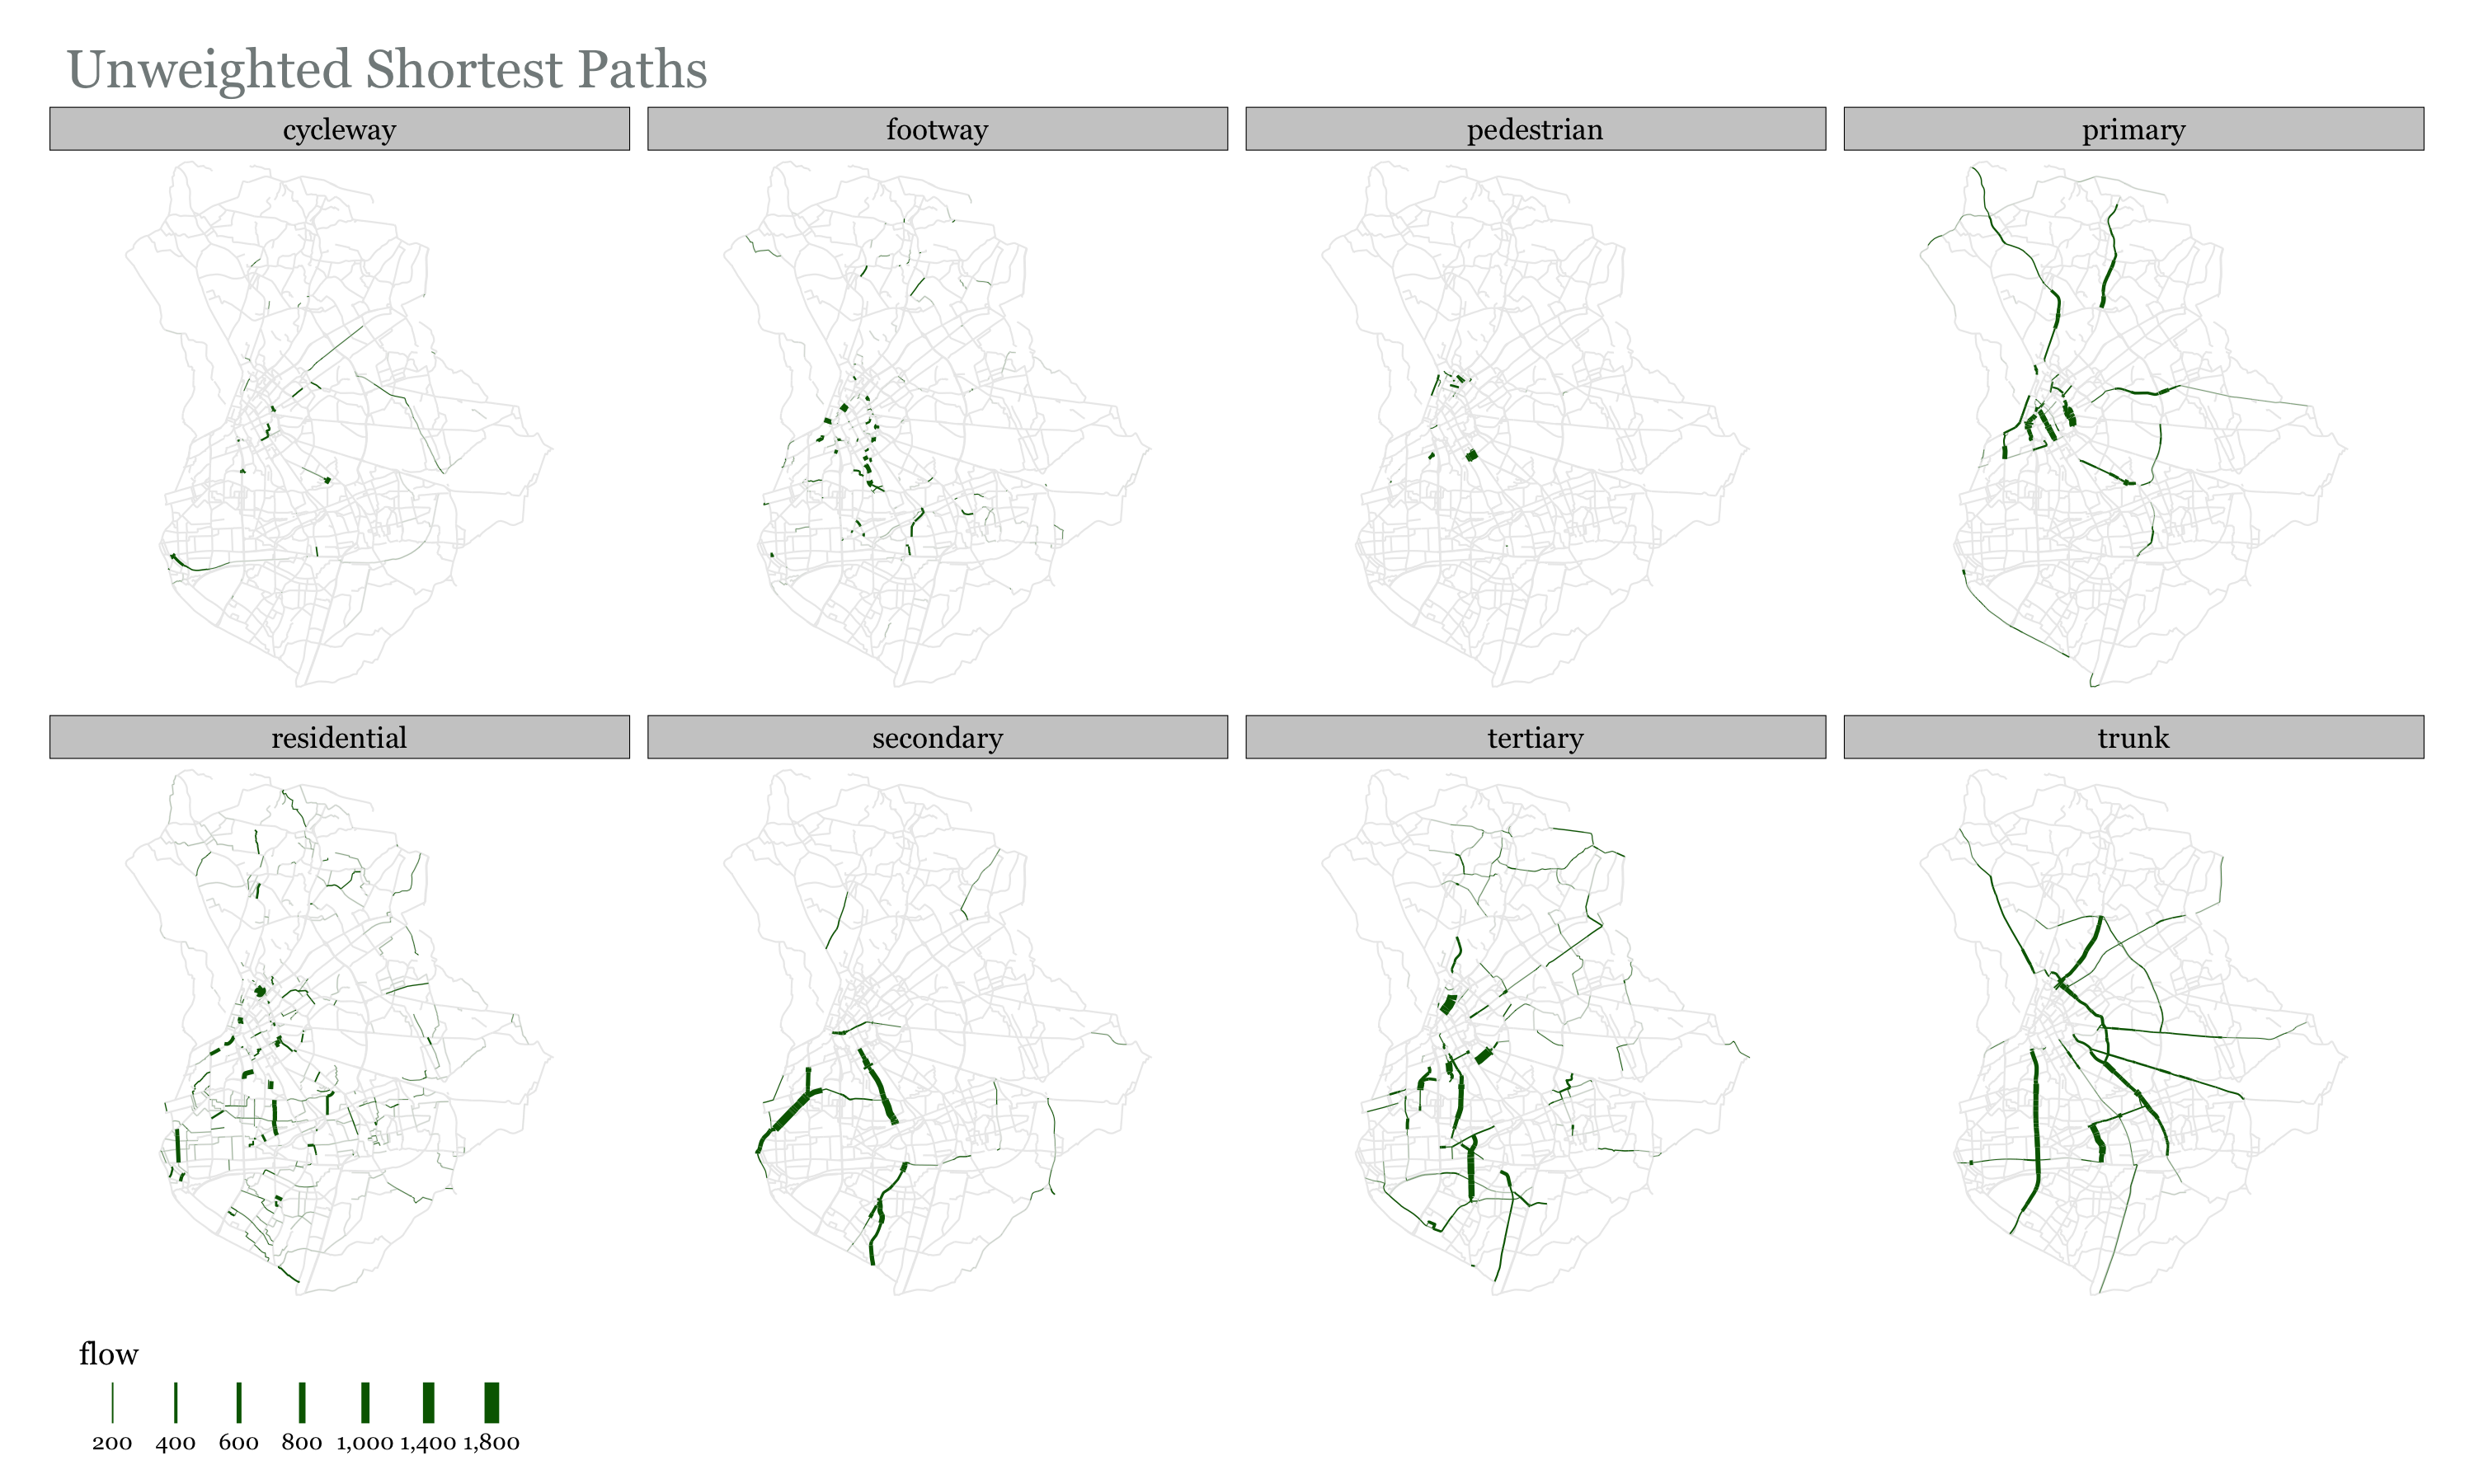 Unweighted Shortest Paths
cycleway
footway
pedestrian
primary
residential
secondary
tertiary
trunk
flow
200 400 600 800 1,000 1,400 1,800